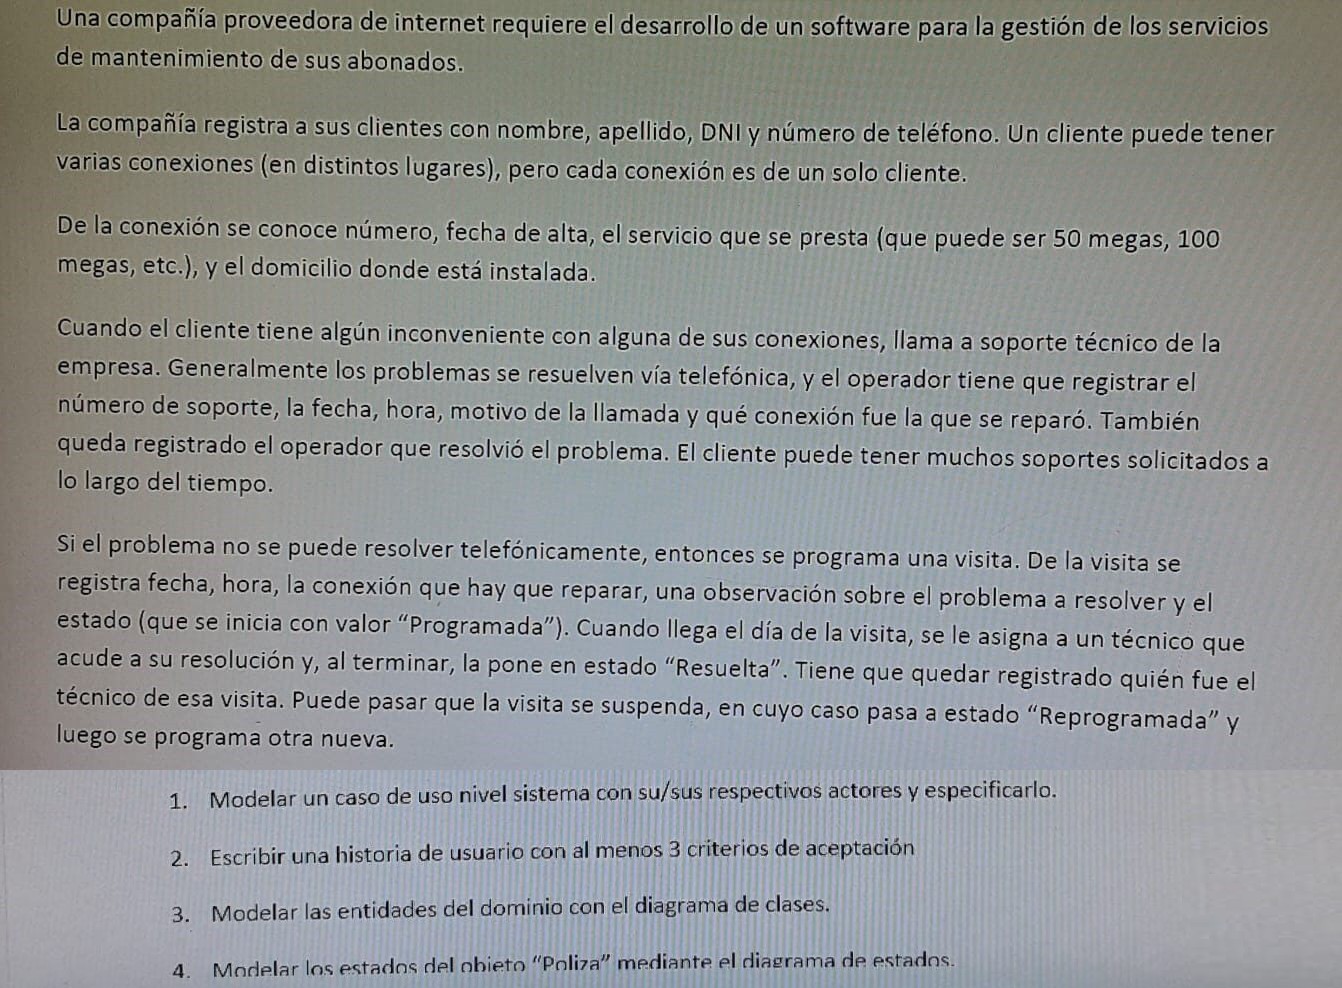 Una compañía proveedora de internet requiere el desarrollo de un software para la gestión de los servicios
de mantenimiento de sus abonados.
La compañía registra a sus clientes con nombre, apellido, DNI y número de teléfono. Un cliente puede tener
varias conexiones (en distintos lugares), pero cada conexión es de un solo cliente.
De la conexión se conoce número, fecha de alta, el servicio que se presta (que puede ser 50 megas, 100
megas, etc.), y el domicilio donde está instalada.
Cuando el cliente tiene algún inconveniente con alguna de sus conexiones, llama a soporte técnico de la
empresa. Generalmente los problemas se resuelven vía telefónica, y el operador tiene que registrar el
número de soporte, la fecha, hora, motivo de la llamada y qué conexión fue la que se reparó. También
queda registrado el operador que resolvió el problema. El cliente puede tener muchos soportes solicitados a
lo largo del tiempo.
Si el problema no se puede resolver telefónicamente, entonces se programa una visita. De la visita se
registra fecha, hora, la conexión que hay que reparar, una observación sobre el problema a resolver y el
estado (que se inicia con valor “Programada”). Cuando llega el día de la visita, se le asigna a un técnico que
acude a su resolución y, al terminar, la pone en estado “Resuelta”. Tiene que quedar registrado quién fue el
técnico de esa visita. Puede pasar que la visita se suspenda, en cuyo caso pasa a estado “Reprogramada” y
luego se programa otra nueva.
1. Modelar un caso de uso nivel sistema con su/sus respectivos actores y especificarlo.
2. Escribir una historia de usuario con al menos 3 criterios de aceptación
3. Modelar las entidades del dominio con el diagrama de clases.
4. Modelar los estados del objeto “Poliza” mediante el diagrama de estados.